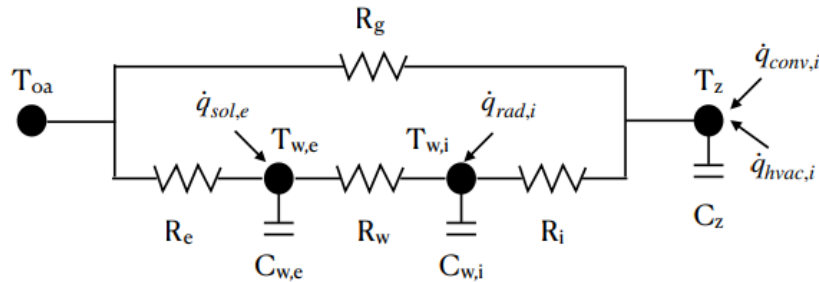 R_g
T_oa
T_z
q̇_conv,i
q̇_sol,e
T_w,e
T_w,i
q̇_rad,i
q̇_hvac,i
R_e
R_w
R_i
C_z
C_w,e
C_w,i